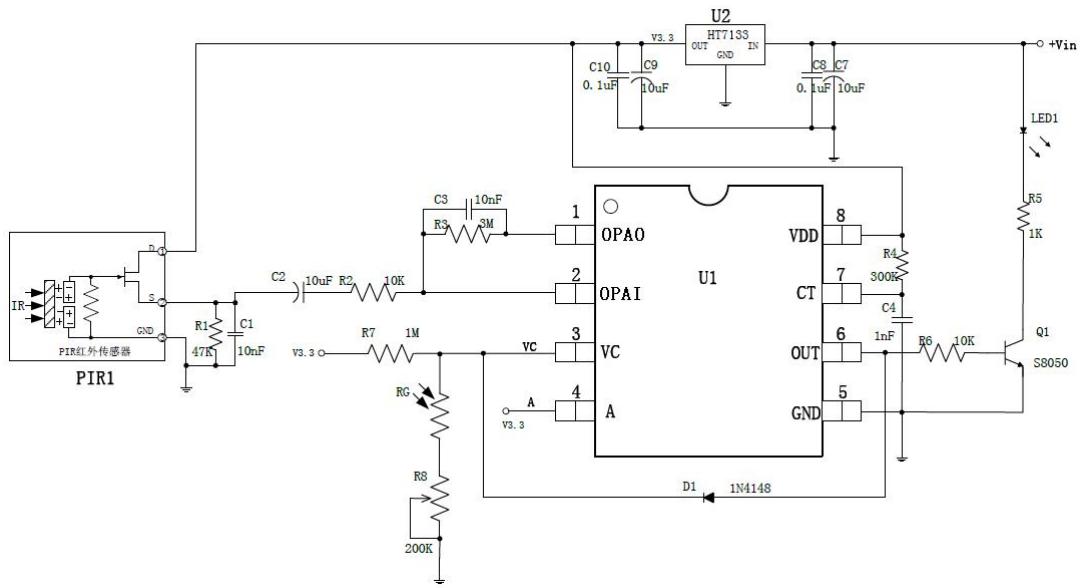 U2
V3.3
HT7133
OUT
IN
GND
+Vin
C10
0.1uF
C9
10uF
C8
0.1uF
C7
10uF
LED1
R5
1K
C3
10nF
R3
3M
1
OPAO
8
VDD
R4
300K
U1
2
OPAI
7
CT
C4
1nF
C2
10uF
R2
10K
D
1
S
2
GND
3
IR
PIR红外传感器
PIR1
R1
47K
C1
10nF
R7
1M
V3.3
VC
3
VC
6
OUT
R6
10K
Q1
S8050
RG
A
V3.3
4
A
5
GND
R8
200K
D1
1N4148